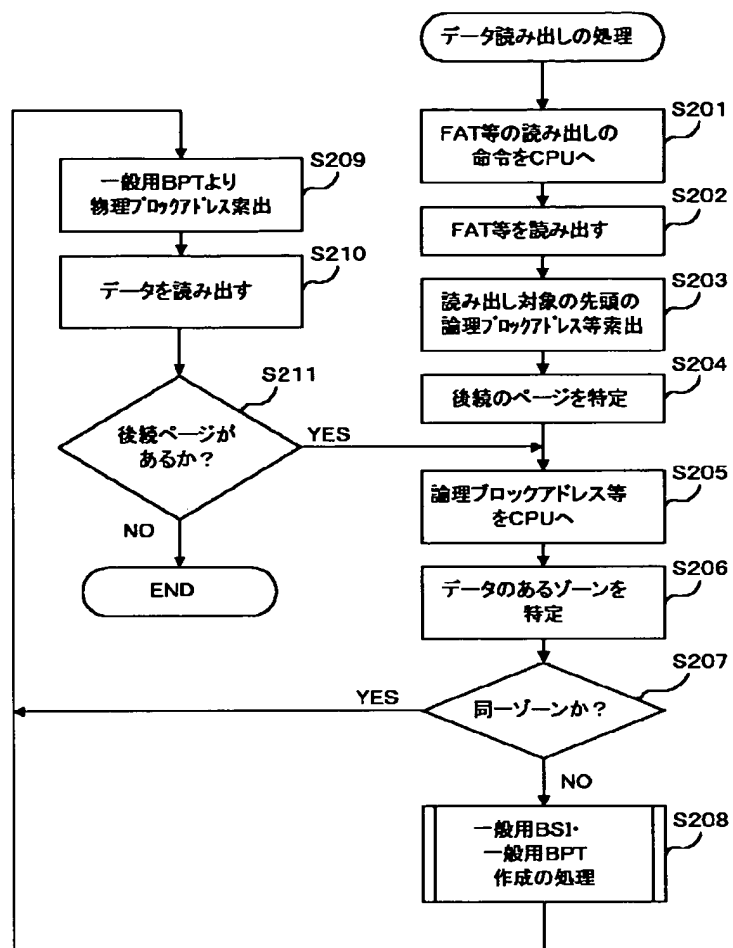 データ読み出しの処理
S201
FAT等の読み出しの
命令をCPUへ
S202
FAT等を読み出す
S203
読み出し対象の先頭の
論理ブロックアドレス等索出
S204
後続のページを特定
S205
論理ブロックアドレス等
をCPUへ
S206
データのあるゾーンを
特定
S207
同一ゾーンか？
YES
NO
S208
一般用BSI・
一般用BPT
作成の処理
S209
一般用BPTより
物理ブロックアドレス索出
S210
データを読み出す
S211
後続ページが
あるか？
YES
NO
END